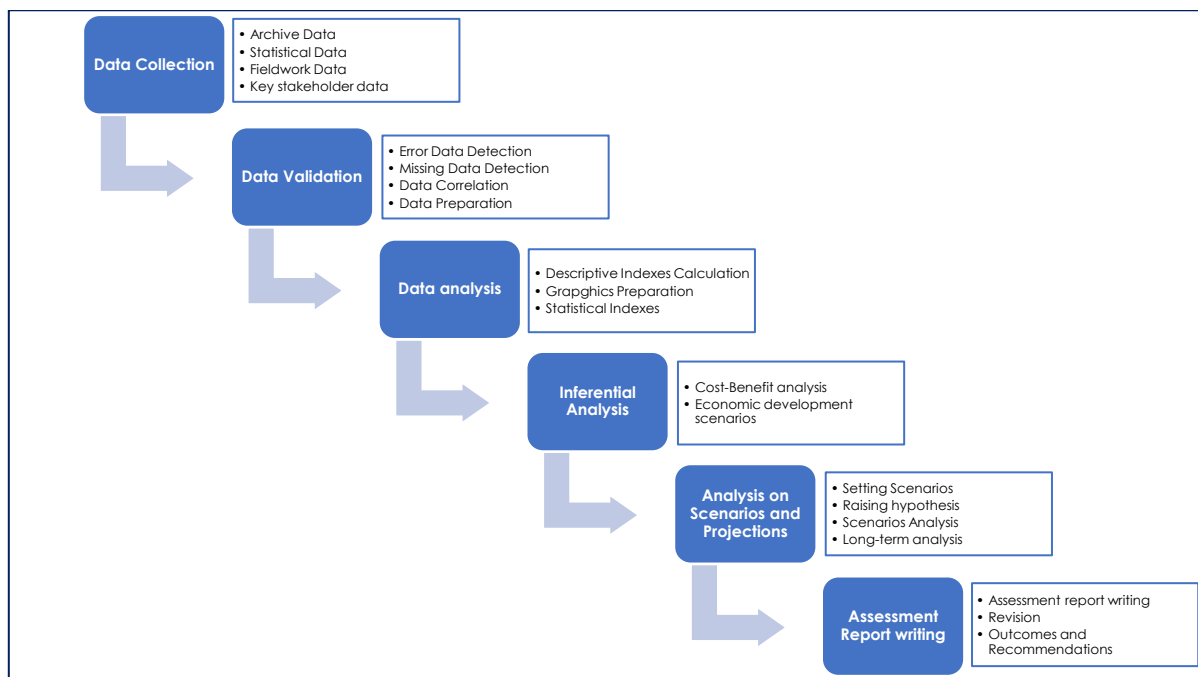 Data Collection
• Archive Data
• Statistical Data
• Fieldwork Data
• Key stakeholder data
Data Validation
• Error Data Detection
• Missing Data Detection
• Data Correlation
• Data Preparation
Data analysis
• Descriptive Indexes Calculation
• Grapghics Preparation
• Statistical Indexes
Inferential
Analysis
• Cost-Benefit analysis
• Economic development
scenarios
Analysis on
Scenarios and
Projections
• Setting Scenarios
• Raising hypothesis
• Scenarios Analysis
• Long-term analysis
Assessment
Report writing
• Assessment report writing
• Revision
• Outcomes and
Recommendations